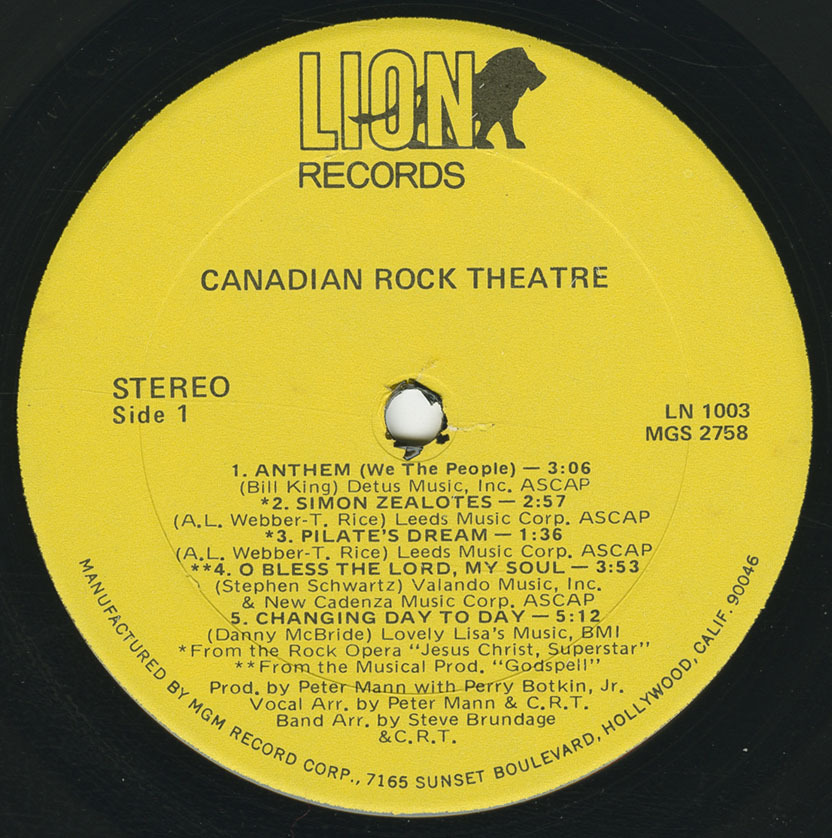 LION
RECORDS
CANADIAN ROCK THEATRE
STEREO
Side 1
LN 1003
MGS 2758
1. ANTHEM (We The People) — 3:06
(Bill King) Detus Music, Inc. ASCAP
*2. SIMON ZEALOTES — 2:57
(A.L. Webber-T. Rice) Leeds Music Corp. ASCAP
*3. PILATE'S DREAM — 1:36
(A.L. Webber-T. Rice) Leeds Music Corp. ASCAP
**4. O BLESS THE LORD, MY SOUL — 3:53
(Stephen Schwartz) Valando Music, Inc.
& New Cadenza Music Corp. ASCAP
5. CHANGING DAY TO DAY — 5:12
(Danny McBride) Lovely Lisa's Music, BMI
*From the Rock Opera "Jesus Christ, Superstar"
**From the Musical Prod. "Godspell"
Prod. by Peter Mann with Perry Botkin, Jr.
Vocal Arr. by Peter Mann & C.R.T.
Band Arr. by Steve Brundage
&C.R.T.
MANUFACTURED BY MGM RECORD CORP., 7165 SUNSET BOULEVARD, HOLLYWOOD, CALIF. 90046